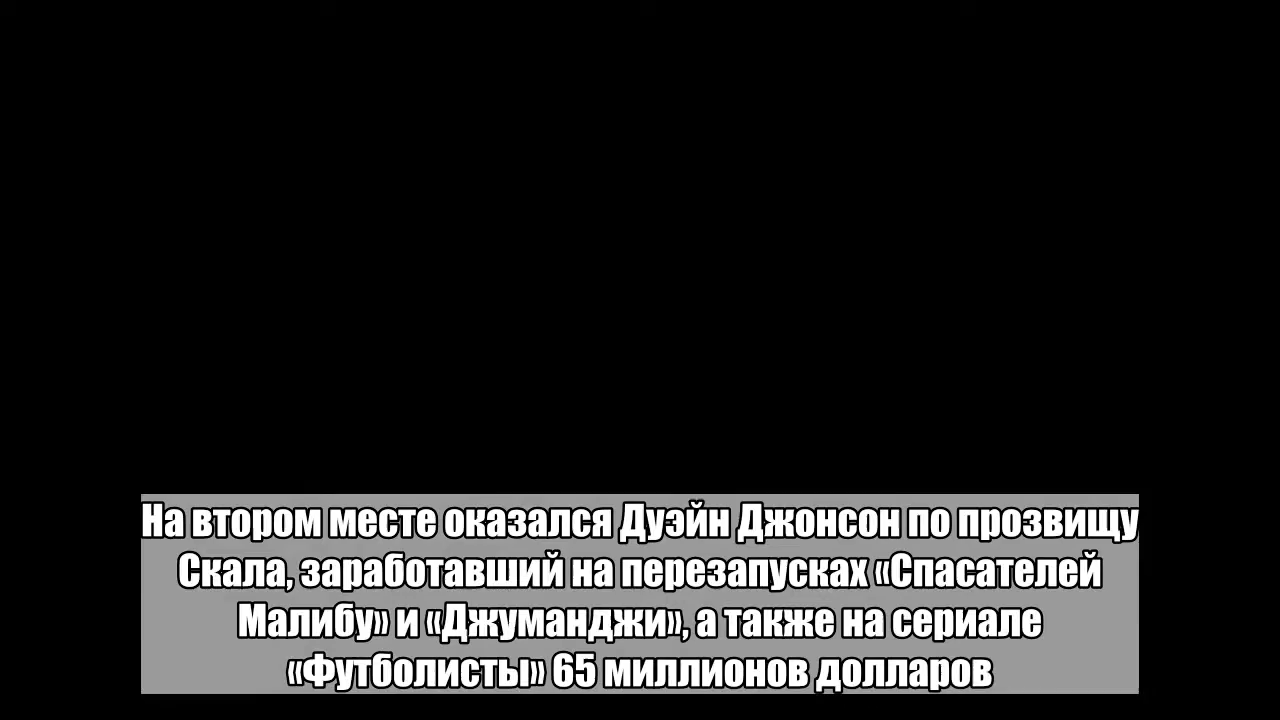 На втором месте оказался Дуэйн Джонсон по прозвищу
Скала, заработавший на перезапусках «Спасателей
Малибу» и «Джуманджи», а также на сериале
«Футболисты» 65 миллионов долларов